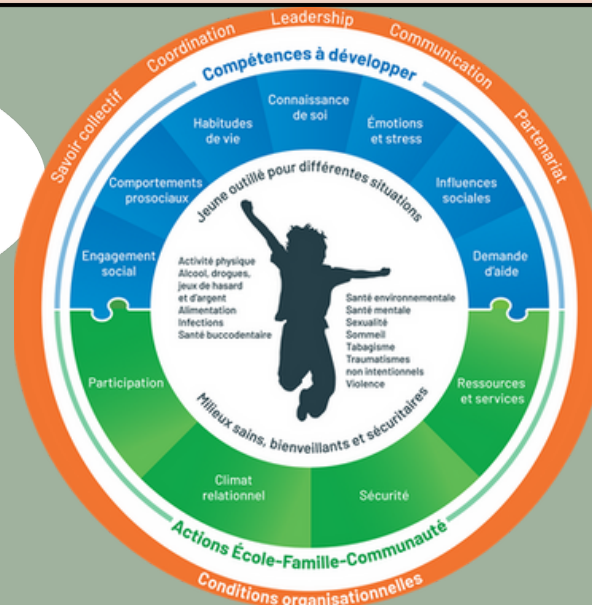 Savoir collectif
Coordination
Leadership
Communication
Partenariat
Compétences à développer
Engagement
social
Comportements
prosociaux
Habitudes
de vie
Connaissance
de soi
Émotions
et stress
Influences
sociales
Demande
d'aide
Jeune outillé pour différentes situations
Activité physique
Alcool, drogues,
jeux de hasard
et d'argent
Alimentation
Infections
Santé buccodentaire
Santé environnementale
Santé mentale
Sexualité
Sommeil
Tabagisme
Traumatismes
non intentionnels
Violence
Milieux sains, bienveillants et sécuritaires
Participation
Climat
relationnel
Sécurité
Ressources
et services
Actions École-Famille-Communauté
Conditions organisationnelles